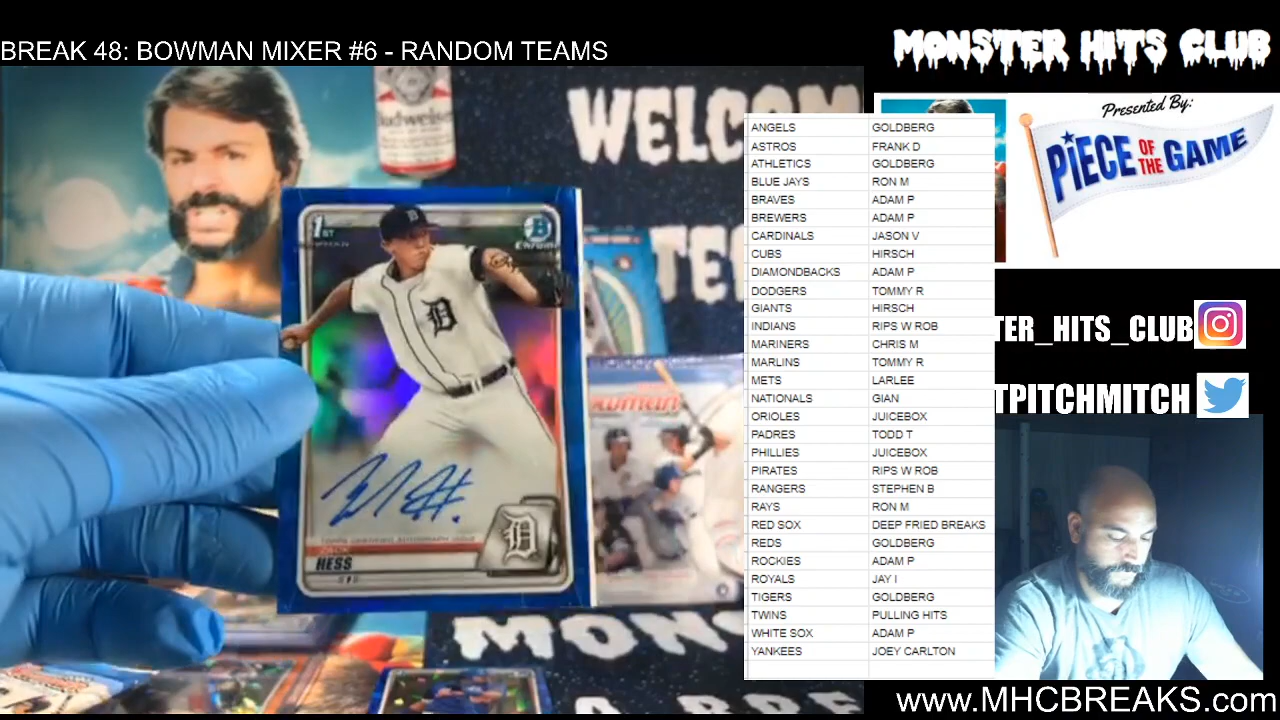 BREAK 48: BOWMAN MIXER #6 - RANDOM TEAMS
MONSTER HITS CLUB
Presented By:
PIECE OF THE GAME
WELCOM
TE
1ST
HESS
MON
ANGELS GOLDBERG
ASTROS FRANK D
ATHLETICS GOLDBERG
BLUE JAYS RON M
BRAVES ADAM P
BREWERS ADAM P
CARDINALS JASON V
CUBS HIRSCH
DIAMONDBACKS ADAM P
DODGERS TOMMY R
GIANTS HIRSCH
INDIANS RIPS W ROB
MARINERS CHRIS M
MARLINS TOMMY R
METS LARLEE
NATIONALS GIAN
ORIOLES JUICEBOX
PADRES TODD T
PHILLIES JUICEBOX
PIRATES RIPS W ROB
RANGERS STEPHEN B
RAYS RON M
RED SOX DEEP FRIED BREAKS
REDS GOLDBERG
ROCKIES ADAM P
ROYALS JAY I
TIGERS GOLDBERG
TWINS PULLING HITS
WHITE SOX ADAM P
YANKEES JOEY CARLTON
TER_HITS_CLUB
TPITCHMITCH
www.MHCBREAKS.com